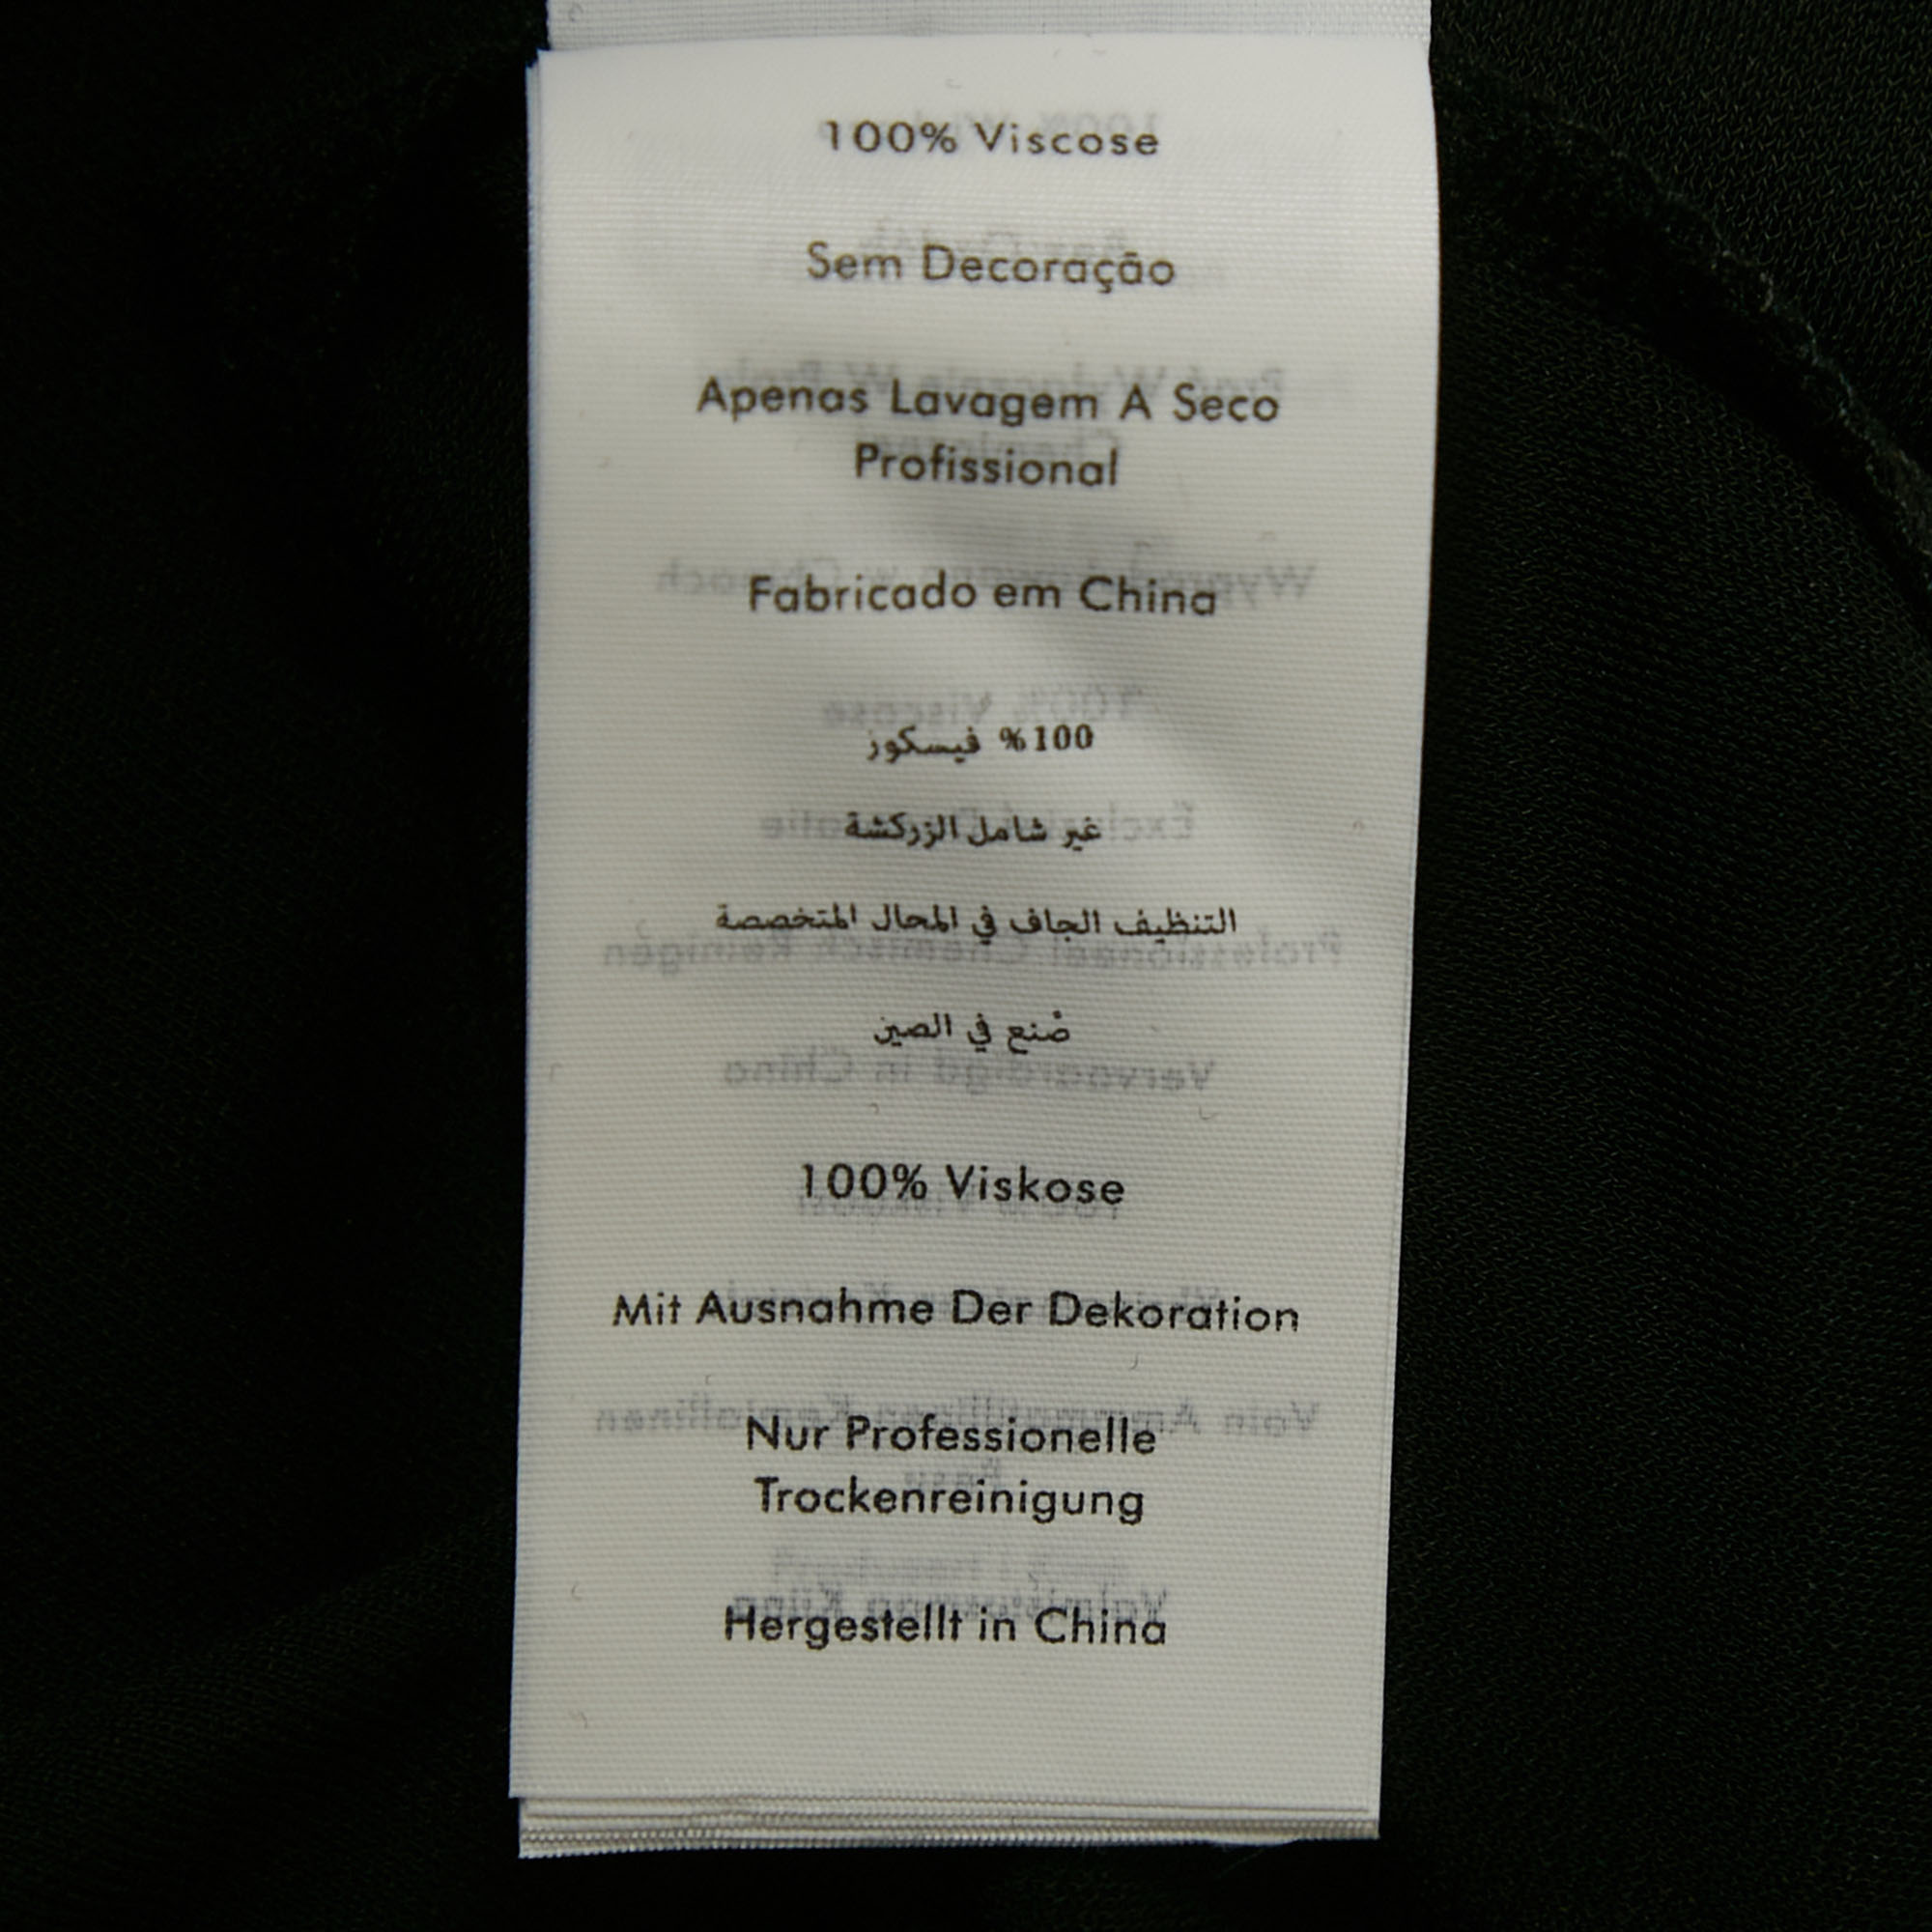 100% Viscose
Sem Decoração
Apenas Lavagem A Seco
Profissional
Fabricado em China
100% فيسكوز
غير شامل الزركشة
التنظيف الجاف في المحال المتخصصة
صْنع في الصين
100% Viskose
Mit Ausnahme Der Dekoration
Nur Professionelle
Trockenreinigung
Hergestellt in China